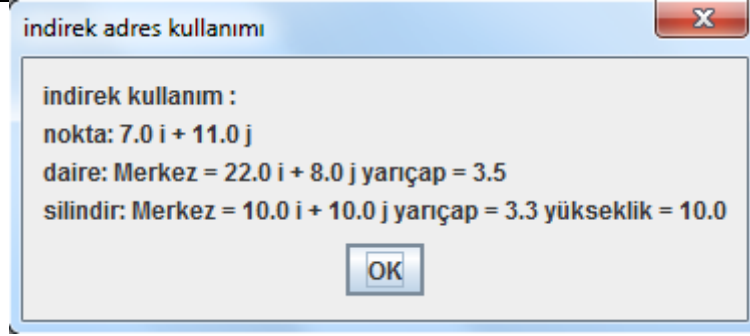 indirek adres kullanımı
indirek kullanım :
nokta: 7.0 i + 11.0 j
daire: Merkez = 22.0 i + 8.0 j yarıçap = 3.5
silindir: Merkez = 10.0 i + 10.0 j yarıçap = 3.3 yükseklik = 10.0
OK